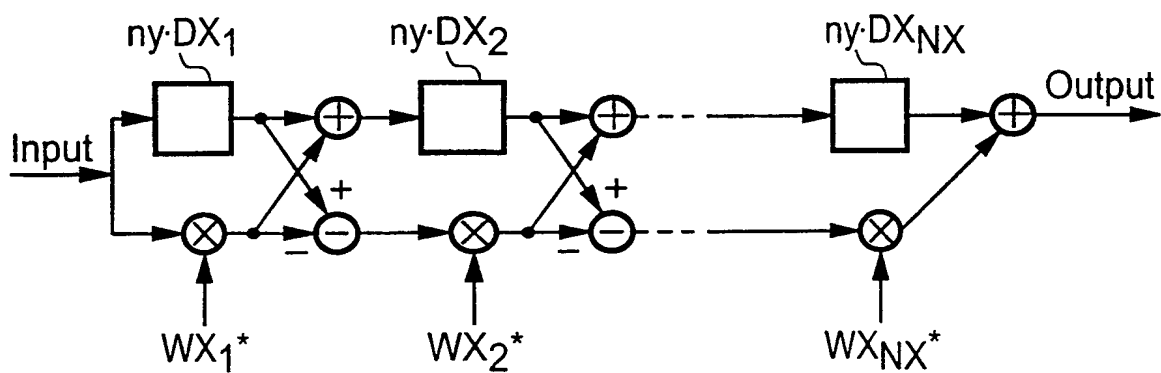 ny·DX1 ny·DX2 ny·DXNX
Input
Output
+ + +
+ +
× − × − ×
− −
WX1* WX2* WXNX*